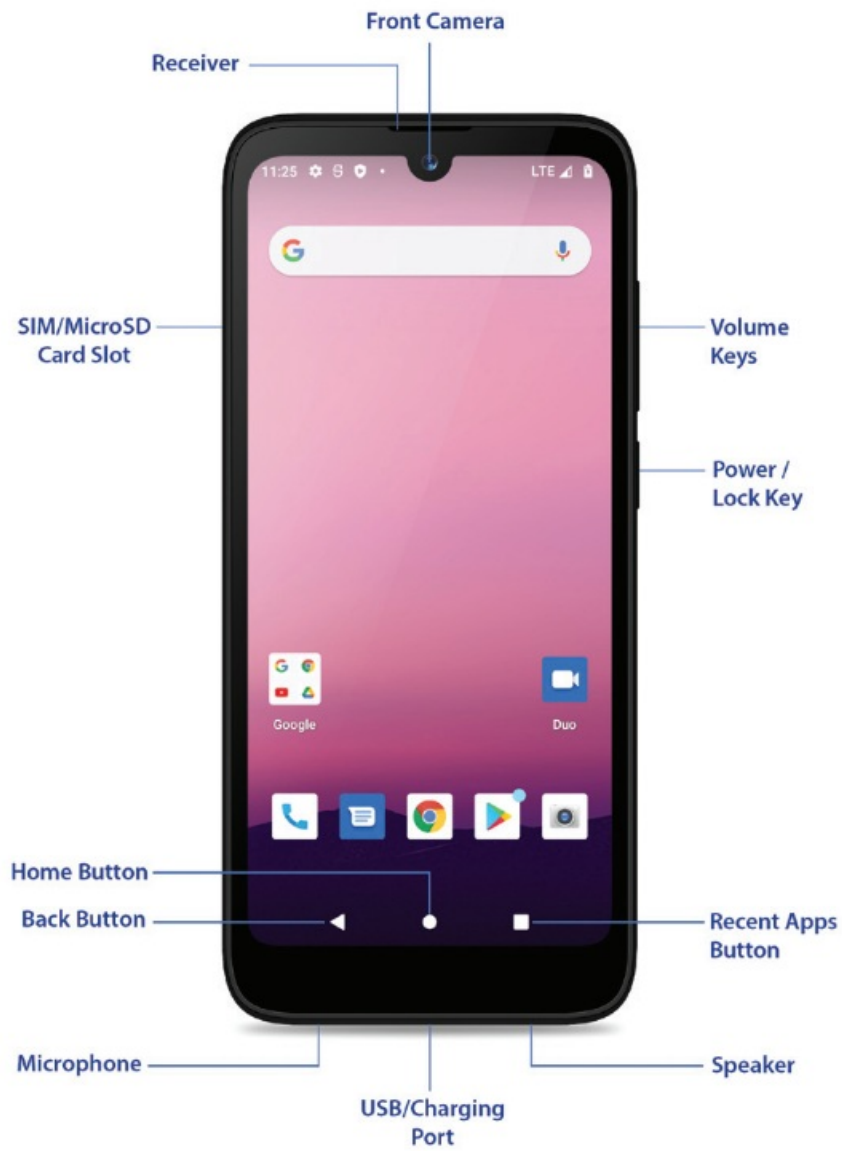 Front Camera
Receiver
11:25
LTE
SIM/MicroSD
Card Slot
Volume
Keys
Power /
Lock Key
Google
Duo
Home Button
Back Button
Recent Apps
Button
Microphone
Speaker
USB/Charging
Port